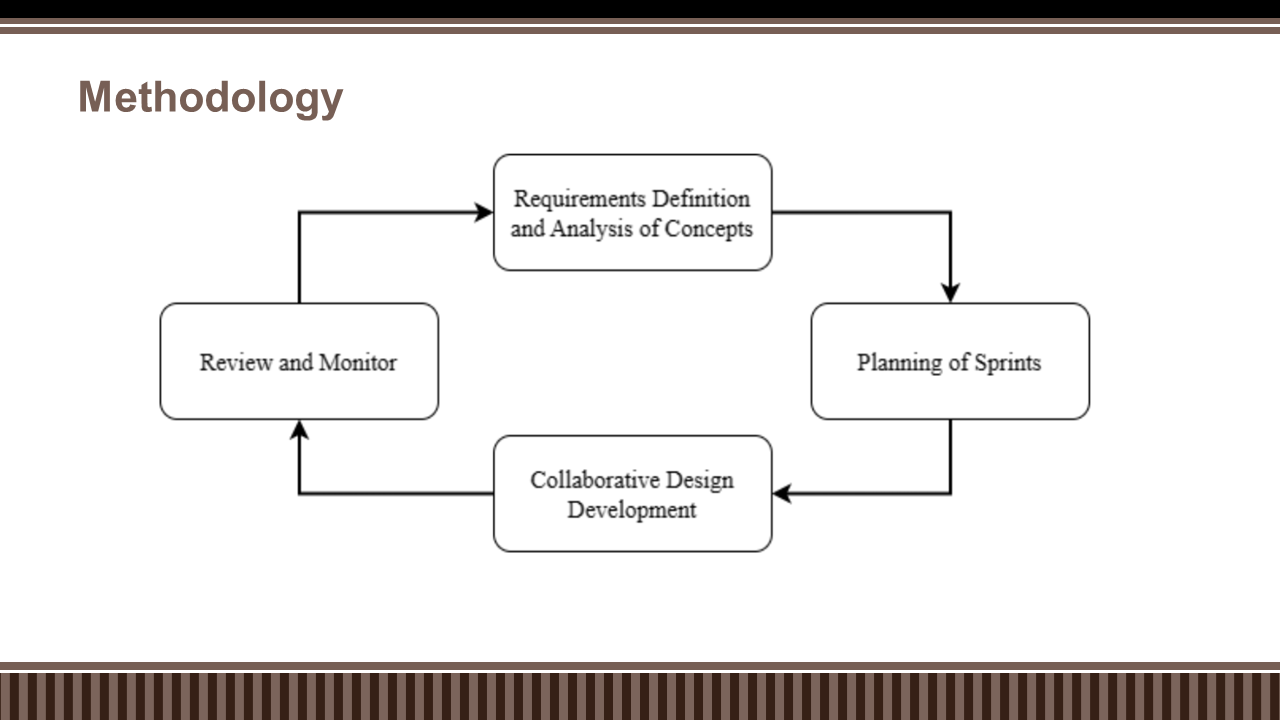 Methodology
Requirements Definition
and Analysis of Concepts
Review and Monitor
Planning of Sprints
Collaborative Design
Development